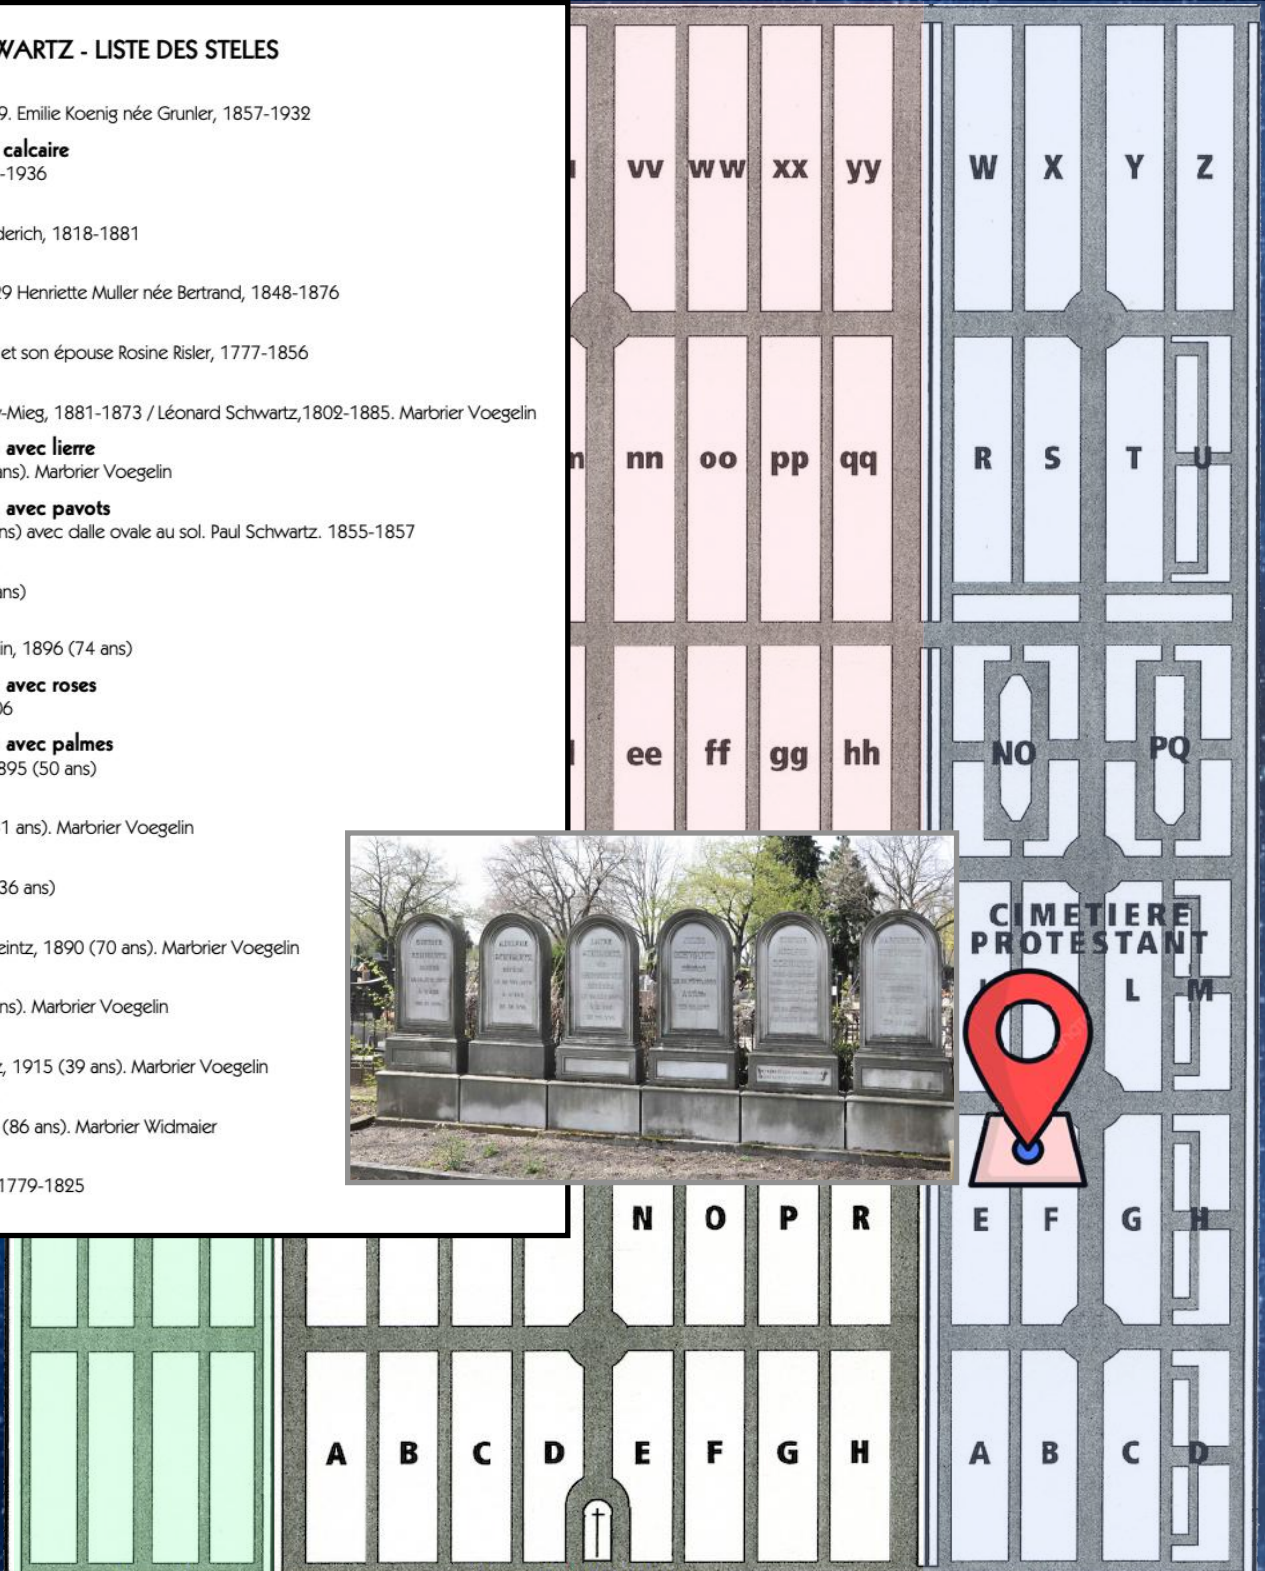 WARTZ - LISTE DES STELES
9. Emilie Koenig née Grunler, 1857-1932
calcaire
-1936
derich, 1818-1881
29 Henriette Muller née Bertrand, 1848-1876
et son épouse Rosine Risler, 1777-1856
-Mieg, 1881-1873 / Léonard Schwartz,1802-1885. Marbrier Voegelin
avec lierre
ans). Marbrier Voegelin
avec pavots
ns) avec dalle ovale au sol. Paul Schwartz. 1855-1857
ans)
in, 1896 (74 ans)
avec roses
06
avec palmes
895 (50 ans)
1 ans). Marbrier Voegelin
36 ans)
eintz, 1890 (70 ans). Marbrier Voegelin
ns). Marbrier Voegelin
z, 1915 (39 ans). Marbrier Voegelin
(86 ans). Marbrier Widmaier
1779-1825
vv ww xx yy
W X Y Z
nn oo pp qq
R S T U
ee ff gg hh
NO PQ
CIMETIERE
PROTESTANT
L M
N O P R
E F G H
A B C D E F G H
A B C D